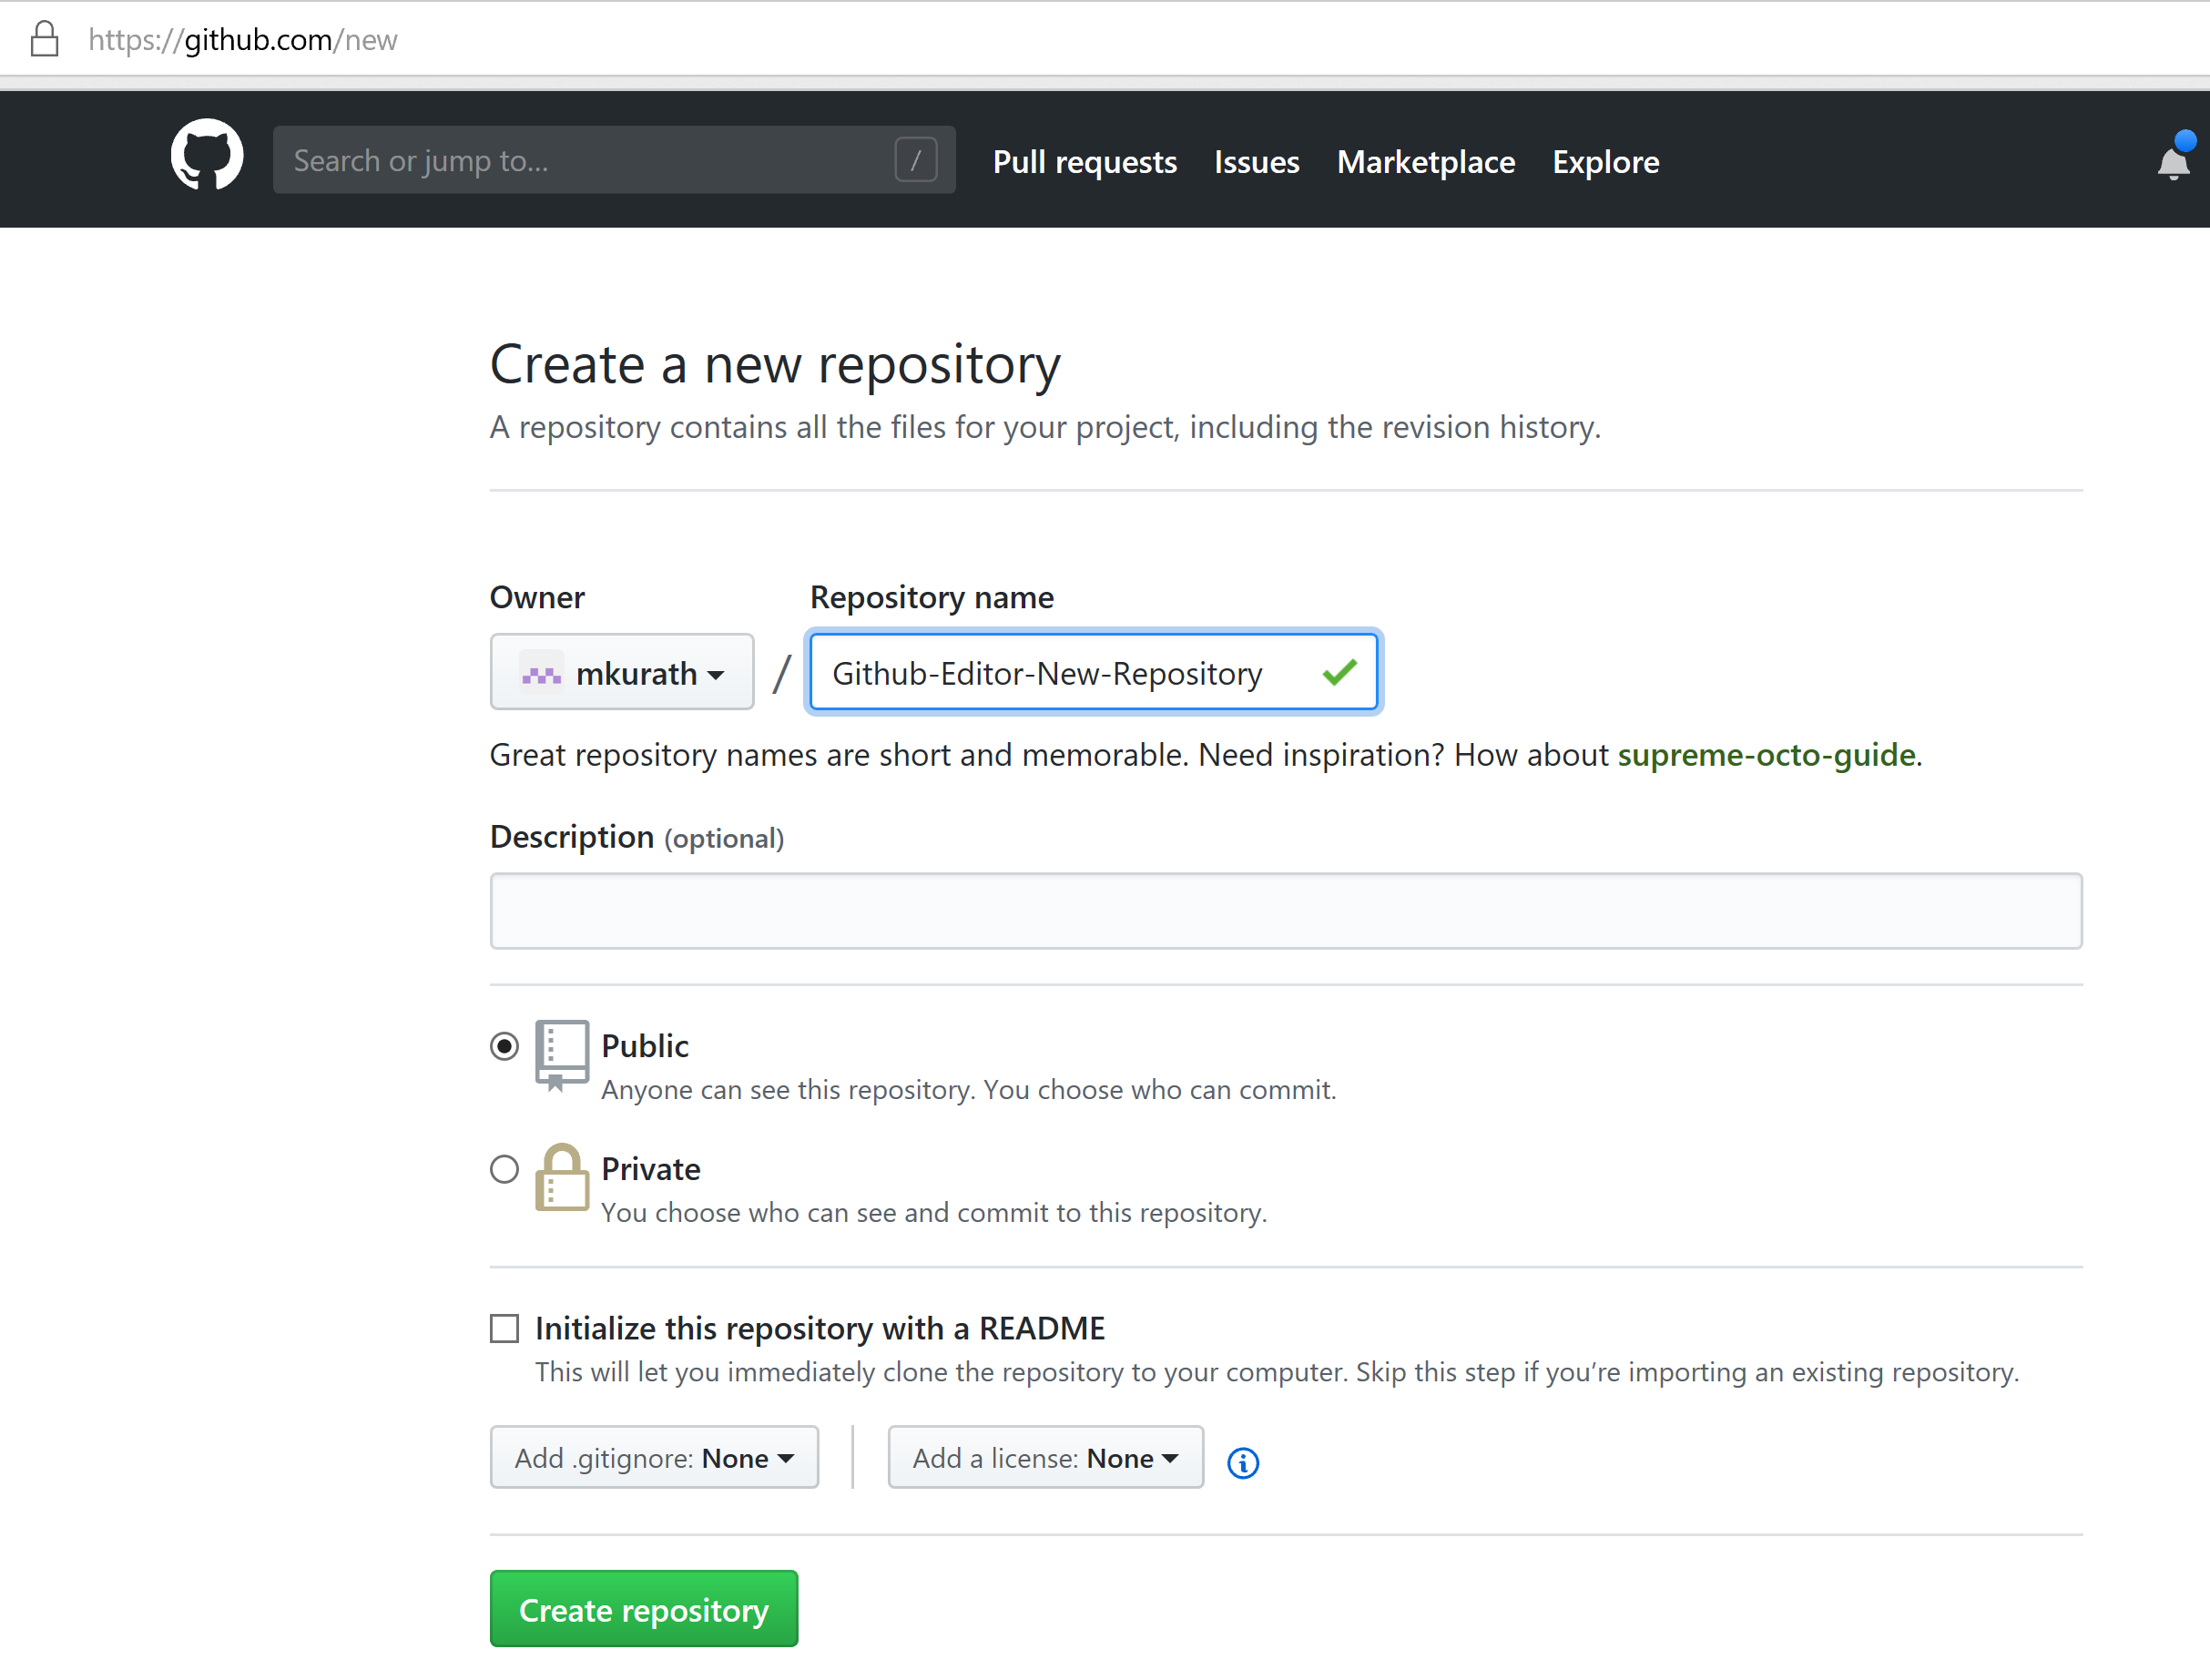 https://github.com/new
Search or jump to... /
Pull requests Issues Marketplace Explore
Create a new repository
A repository contains all the files for your project, including the revision history.
Owner Repository name
mkurath / Github-Editor-New-Repository
Great repository names are short and memorable. Need inspiration? How about supreme-octo-guide.
Description (optional)
Public
Anyone can see this repository. You choose who can commit.
Private
You choose who can see and commit to this repository.
Initialize this repository with a README
This will let you immediately clone the repository to your computer. Skip this step if you’re importing an existing repository.
Add .gitignore: None Add a license: None
Create repository